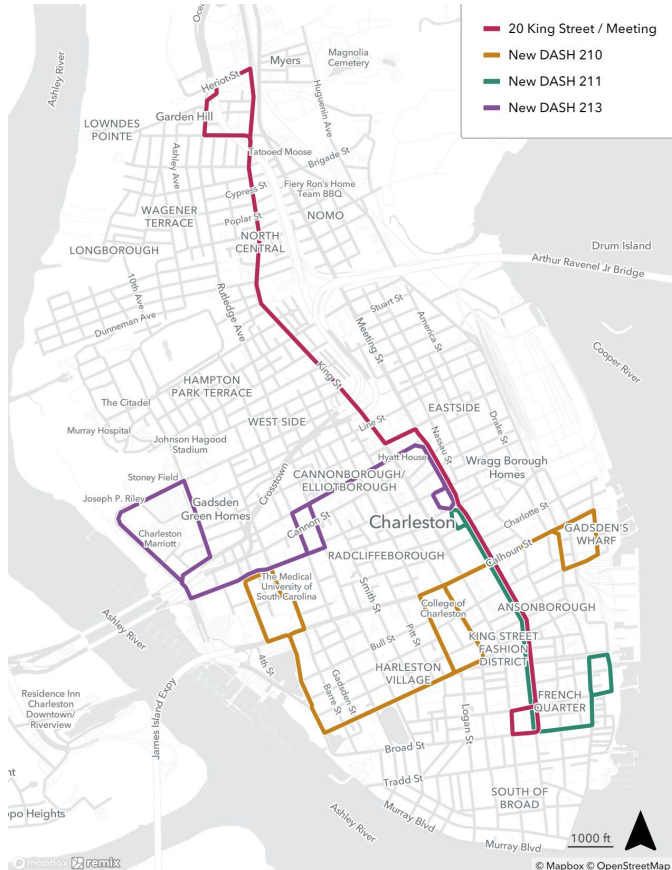 20 King Street / Meeting
New DASH 210
New DASH 211
New DASH 213
Ashley River
Heriot St
Myers
Magnolia
Cemetery
Huguenin Ave
Garden Hill
LOWNDES
POINTE
Ashley Ave
Tatooed Moose
Brigade St
Cypress St
Fiery Ron's Home
Team BBQ
WAGENER
TERRACE
Poplar St
NOMO
NORTH
CENTRAL
LONGBOROUGH
Drum Island
Arthur Ravenel Jr Bridge
10th Ave
Rutledge Ave
Dunneman Ave
Stuart St
Meeting St
America St
Cooper River
King St
HAMPTON
PARK TERRACE
The Citadel
WEST SIDE
EASTSIDE
Line St
Drake St
Nassau St
Murray Hospital
Johnson Hagood
Stadium
Hyatt House
Wragg Borough
Homes
Stoney Field
Crosstown
CANNONBOROUGH/
ELLIOTBOROUGH
Joseph P. Riley
Gadsden
Green Homes
Cannon St
Charleston
Charlotte St
GADSDEN'S
WHARF
Charleston
Marriott
RADCLIFFEBOROUGH
Calhoun St
The Medical
University of
South Carolina
Smith St
College of
Charleston
ANSONBOROUGH
Ashley River
Bull St
Pitt St
KING STREET
FASHION
DISTRICT
4th St
HARLESTON
VILLAGE
Gadsden St
Barre St
Residence Inn
Charleston
Downtown/
Riverview
James Island Expy
Logan St
FRENCH
QUARTER
Broad St
Tradd St
SOUTH OF
BROAD
Ashley River
Murray Blvd
Murray Blvd
1000 ft
mapbox remix
© Mapbox © OpenStreetMap